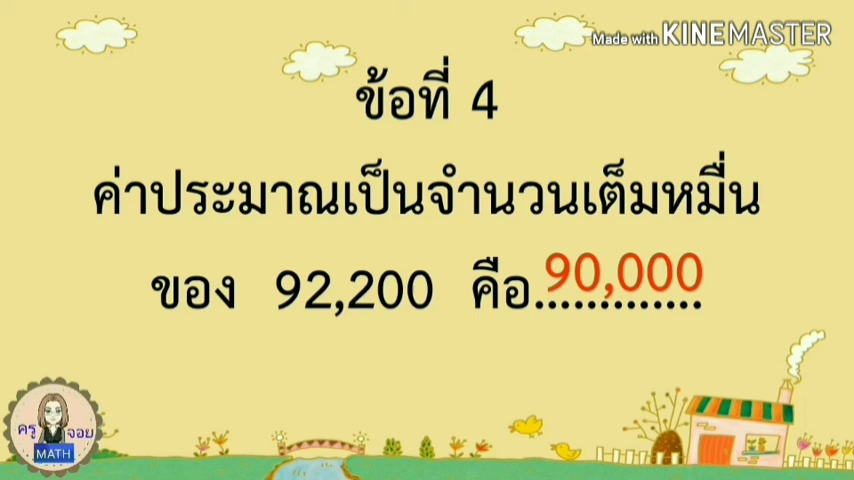 Made with KINEMASTER
ข้อที่ 4
ค่าประมาณเป็นจำนวนเต็มหมื่น
ของ 92,200 คือ.............90,000
ครูจอย
MATH